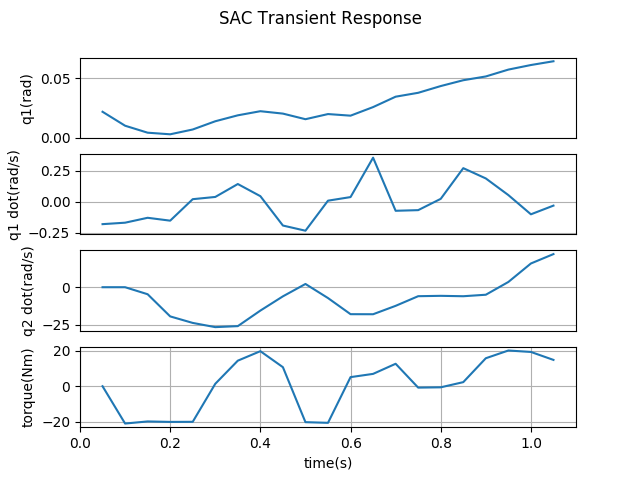 SAC Transient Response
q1(rad)
0.05
0.00
q1 dot(rad/s)
0.25
0.00
−0.25
q2 dot(rad/s)
0
−25
torque(Nm)
20
0
−20
0.0 0.2 0.4 0.6 0.8 1.0
time(s)